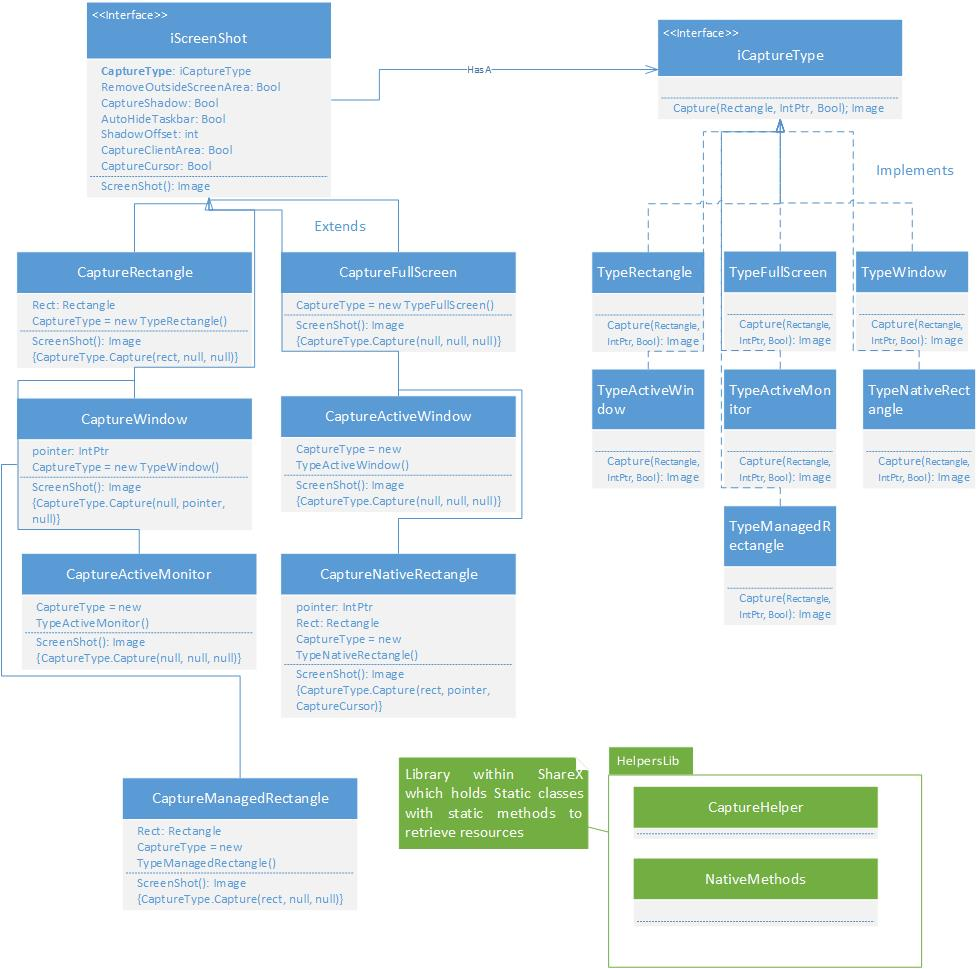 <<Interface>>
iScreenShot
CaptureType: iCaptureType
RemoveOutsideScreenArea: Bool
CaptureShadow: Bool
AutoHideTaskbar: Bool
ShadowOffset: int
CaptureClientArea: Bool
CaptureCursor: Bool
ScreenShot(): Image
HasA
<<Interface>>
iCaptureType
Capture(Rectangle, IntPtr, Bool); Image
Implements
Extends
CaptureRectangle
Rect: Rectangle
CaptureType = new TypeRectangle()
ScreenShot(): Image
{CaptureType.Capture(rect, null, null)}
CaptureFullScreen
CaptureType = new TypeFullScreen()
ScreenShot(): Image
{CaptureType.Capture(null, null, null)}
CaptureWindow
pointer: IntPtr
CaptureType = new TypeWindow()
ScreenShot(): Image
{CaptureType.Capture(null, pointer,
null)}
CaptureActiveWindow
CaptureType = new
TypeActiveWindow()
ScreenShot(): Image
{CaptureType.Capture(null, null, null)}
CaptureActiveMonitor
CaptureType = new
TypeActiveMonitor()
ScreenShot(): Image
{CaptureType.Capture(null, null, null)}
CaptureNativeRectangle
pointer: IntPtr
Rect: Rectangle
CaptureType = new
TypeNativeRectangle()
ScreenShot(): Image
{CaptureType.Capture(rect, pointer,
CaptureCursor)}
CaptureManagedRectangle
Rect: Rectangle
CaptureType = new
TypeManagedRectangle()
ScreenShot(): Image
{CaptureType.Capture(rect, null, null)}
TypeRectangle
Capture(Rectangle,
IntPtr, Bool): Image
TypeFullScreen
Capture(Rectangle,
IntPtr, Bool): Image
TypeWindow
Capture(Rectangle,
IntPtr, Bool): Image
TypeActiveWin
dow
Capture(Rectangle,
IntPtr, Bool): Image
TypeActiveMon
itor
Capture(Rectangle,
IntPtr, Bool): Image
TypeNativeRect
angle
Capture(Rectangle,
IntPtr, Bool): Image
TypeManagedR
ectangle
Capture(Rectangle,
IntPtr, Bool): Image
Library within ShareX
which holds Static classes
with static methods to
retrieve resources
HelpersLib
CaptureHelper
NativeMethods